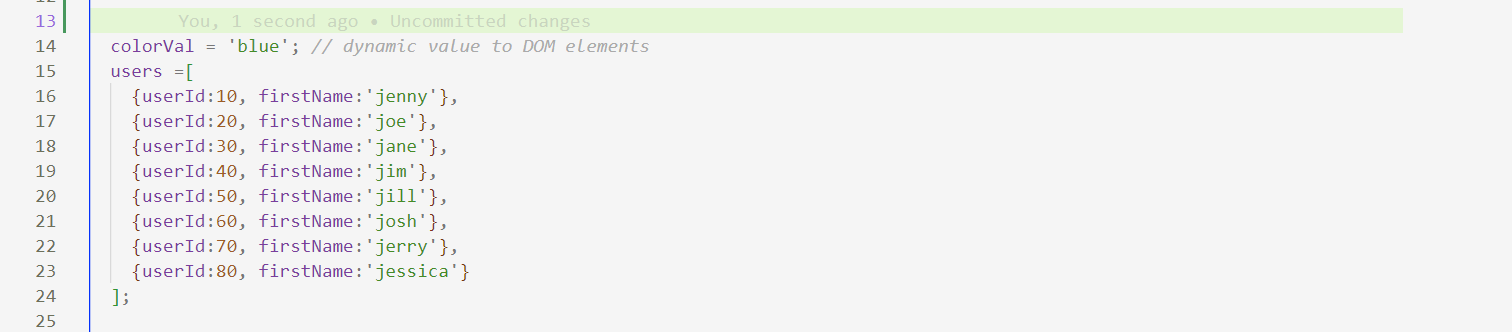 13 You, 1 second ago • Uncommitted changes
14 colorVal = 'blue'; // dynamic value to DOM elements
15 users =[
16 {userId:10, firstName:'jenny'},
17 {userId:20, firstName:'joe'},
18 {userId:30, firstName:'jane'},
19 {userId:40, firstName:'jim'},
20 {userId:50, firstName:'jill'},
21 {userId:60, firstName:'josh'},
22 {userId:70, firstName:'jerry'},
23 {userId:80, firstName:'jessica'}
24 ];
25